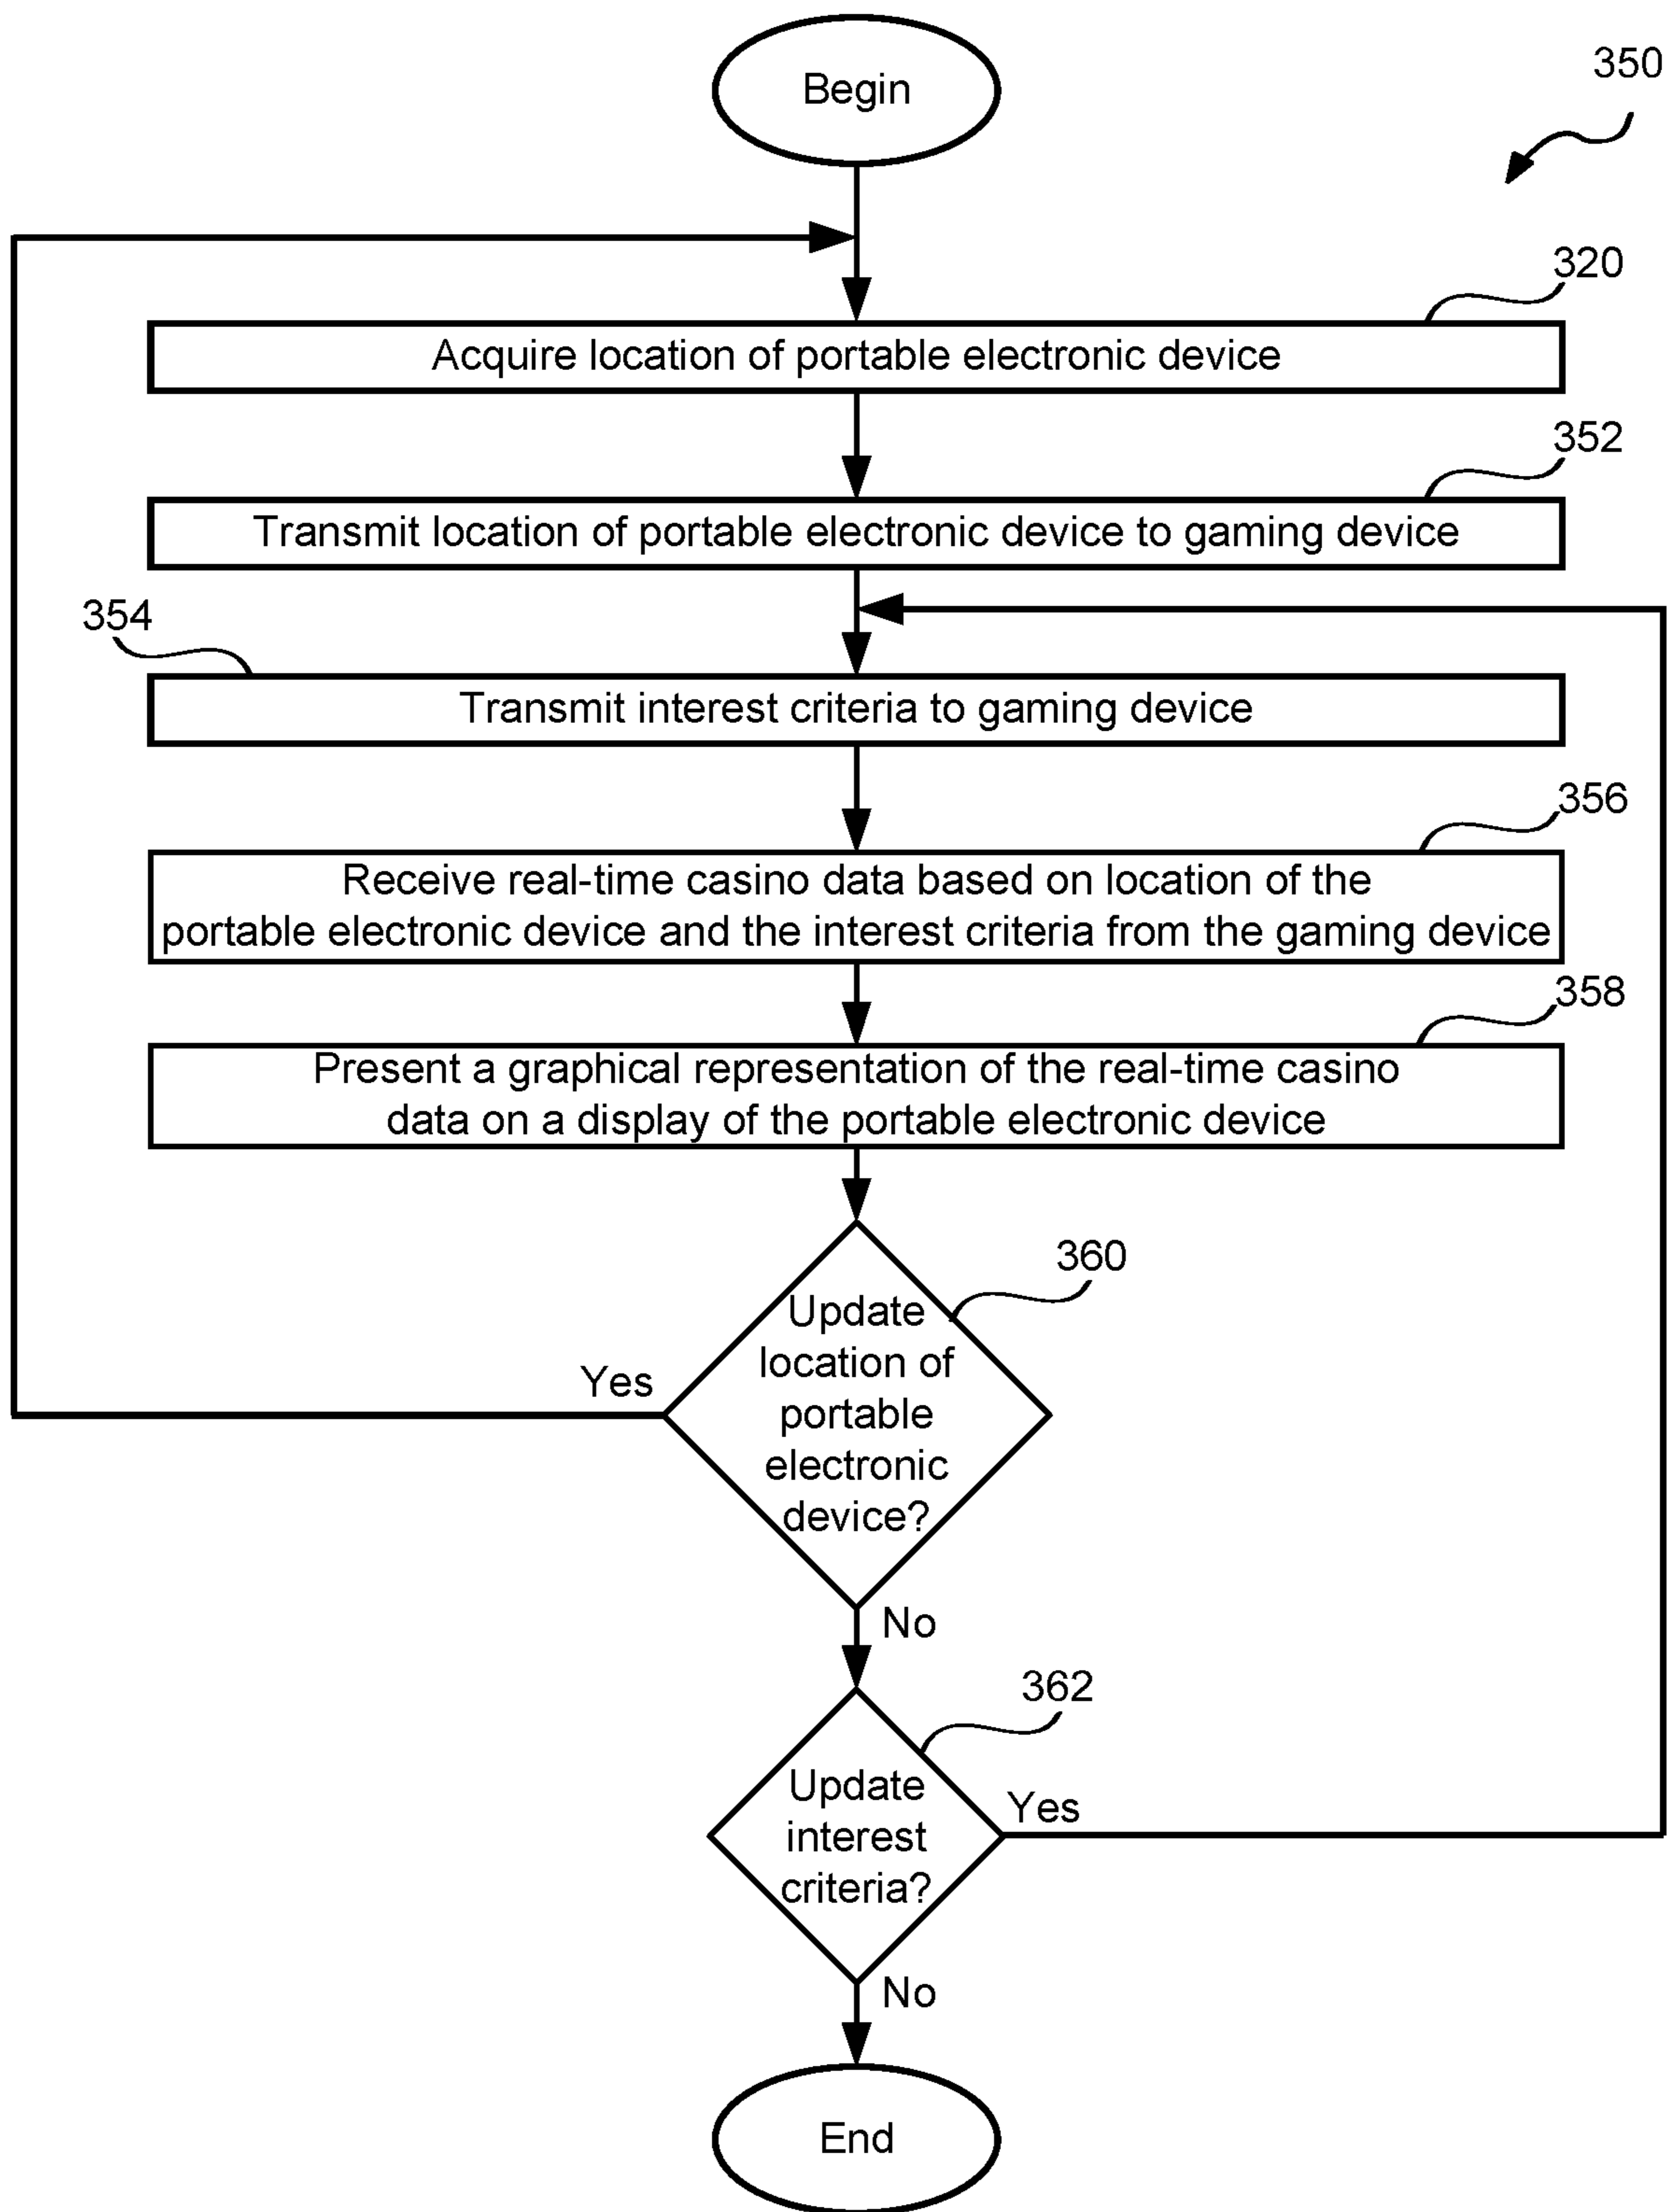 Begin
350
320
Acquire location of portable electronic device
352
Transmit location of portable electronic device to gaming device
354
Transmit interest criteria to gaming device
356
Receive real-time casino data based on location of the
portable electronic device and the interest criteria from the gaming device
358
Present a graphical representation of the real-time casino
data on a display of the portable electronic device
360
Update
location of
portable
electronic
device?
Yes
No
362
Update
interest
criteria?
Yes
No
End